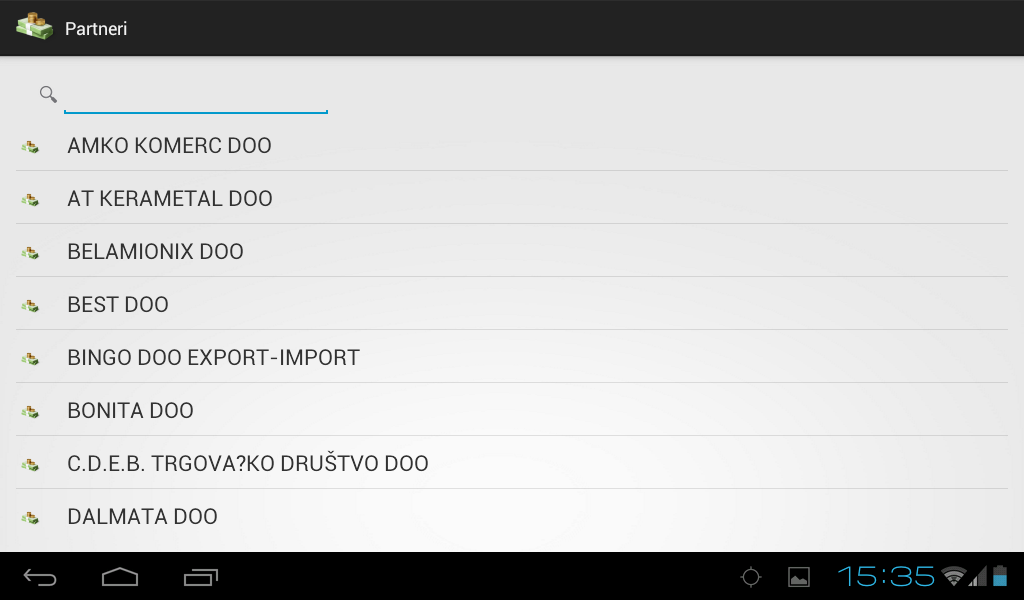 Partneri
AMKO KOMERC DOO
AT KERAMETAL DOO
BELAMIONIX DOO
BEST DOO
BINGO DOO EXPORT-IMPORT
BONITA DOO
C.D.E.B. TRGOVA?KO DRUŠTVO DOO
DALMATA DOO
15:35